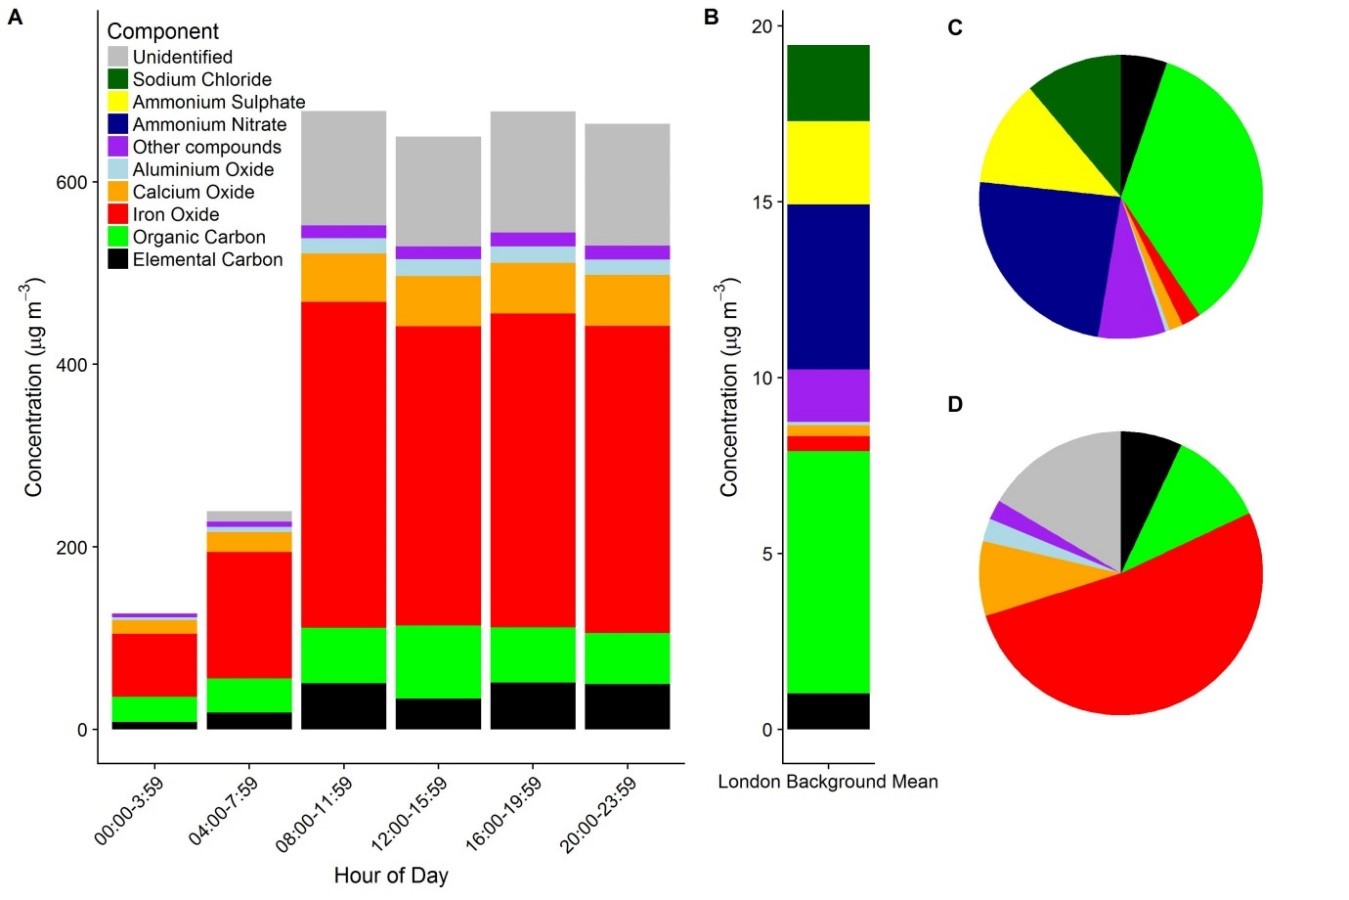 A
Component
Unidentified
Sodium Chloride
Ammonium Sulphate
Ammonium Nitrate
Other compounds
Aluminium Oxide
Calcium Oxide
Iron Oxide
Organic Carbon
Elemental Carbon
Concentration (µg m⁻³)
600
400
200
0
00:00-3:59
04:00-7:59
08:00-11:59
12:00-15:59
16:00-19:59
20:00-23:59
Hour of Day
B
Concentration (µg m⁻³)
20
15
10
5
0
London Background Mean
C
D